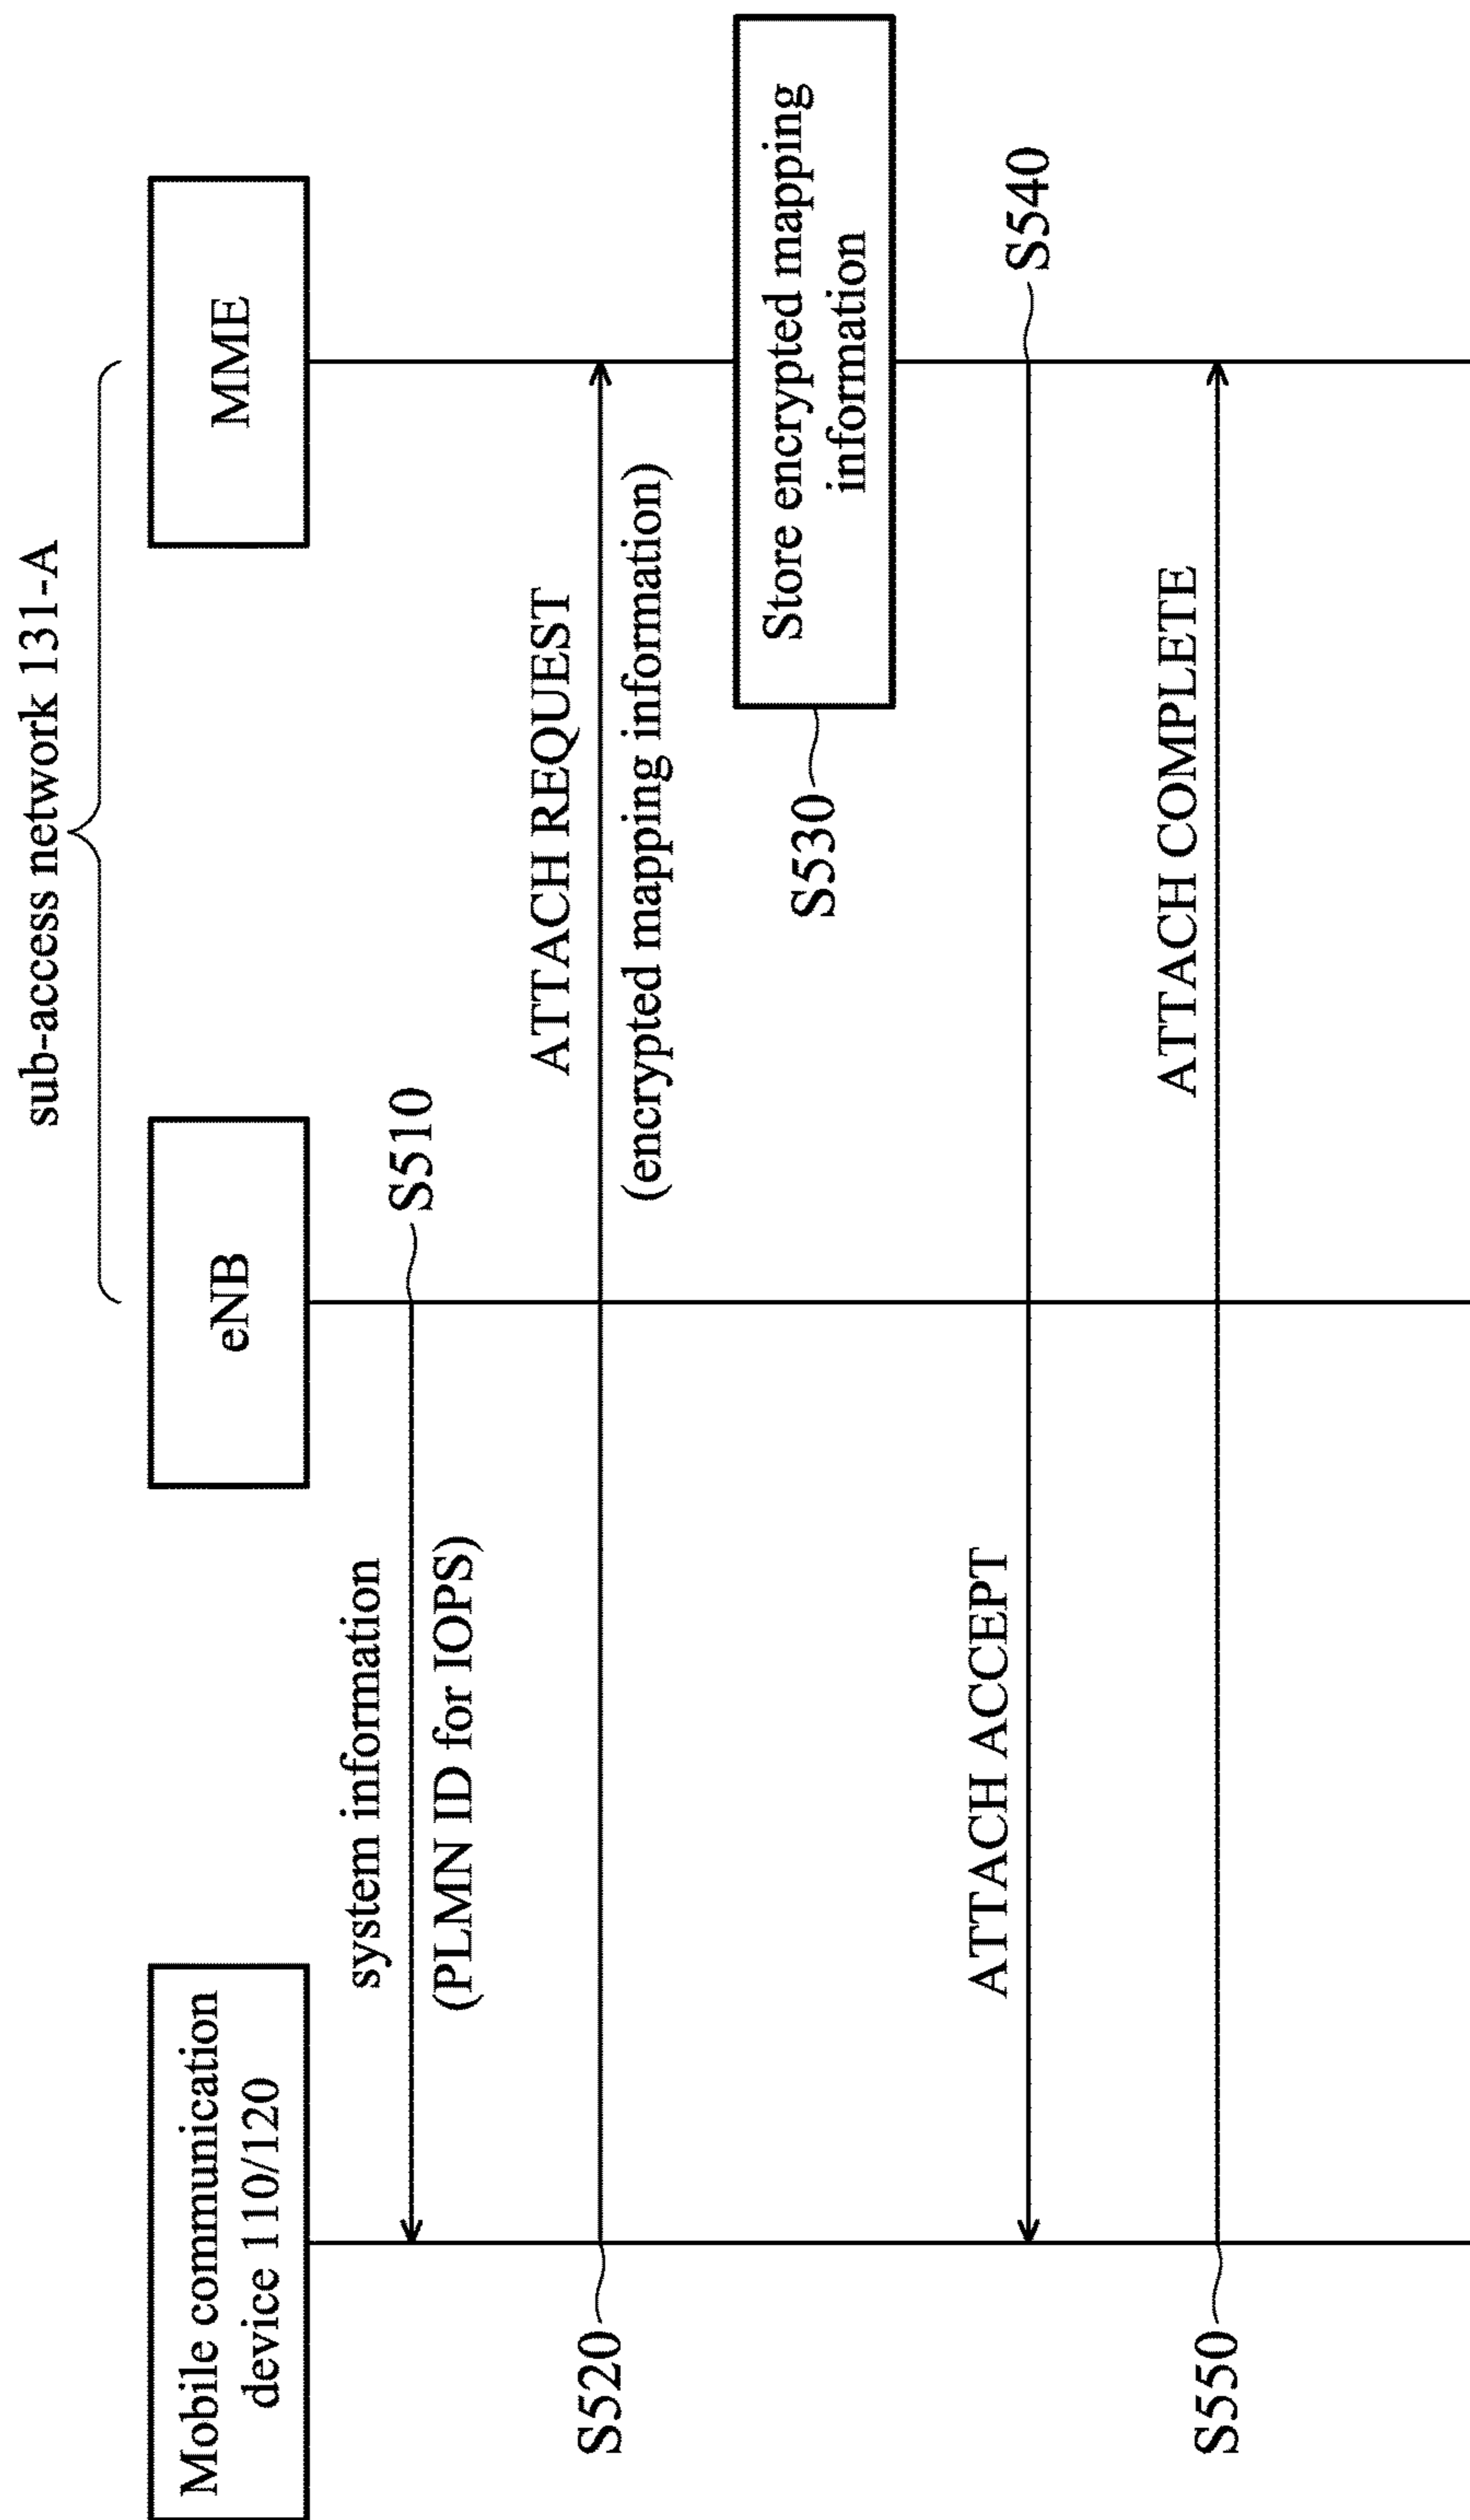 sub-access network 131-A
Mobile communication
device 110/120
eNB
MME
system information
S510
(PLMN ID for IOPS)
ATTACH REQUEST
S520
(encrypted mapping information)
Store encrypted mapping
information
S530
ATTACH ACCEPT
S540
ATTACH COMPLETE
S550